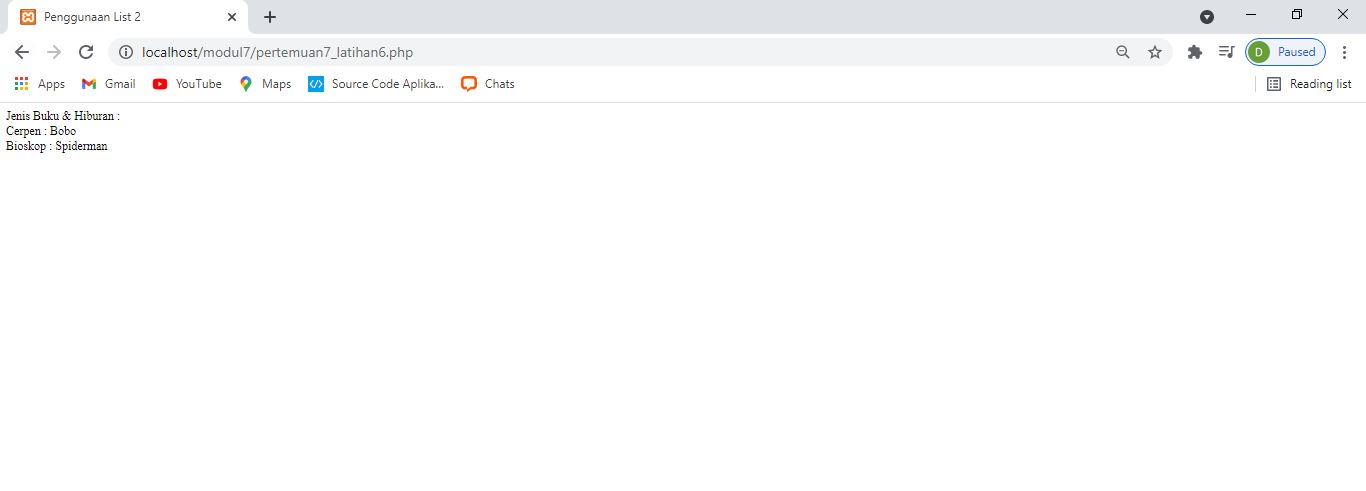 Penggunaan List 2
localhost/modul7/pertemuan7_latihan6.php
D Paused
Apps Gmail YouTube Maps Source Code Aplika... Chats Reading list
Jenis Buku & Hiburan :
Cerpen : Bobo
Bioskop : Spiderman